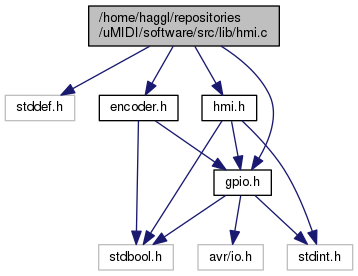 /home/haggl/repositories
/uMIDI/software/src/lib/hmi.c
stddef.h
encoder.h
hmi.h
gpio.h
stdbool.h
avr/io.h
stdint.h